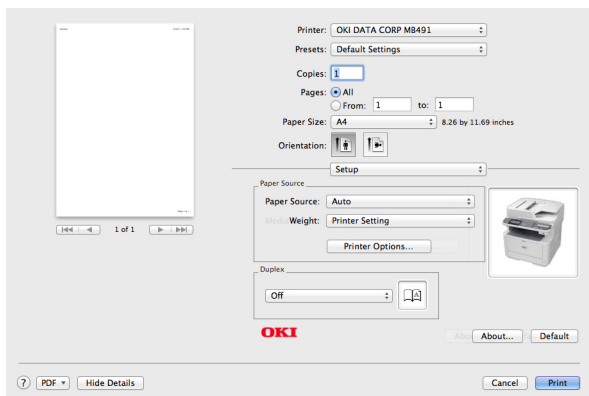 Printer: OKI DATA CORP MB491
Presets: Default Settings
Copies: 1
Pages: All
From: 1 to: 1
Paper Size: A4 8.26 by 11.69 inches
Orientation:
Setup
Paper Source
Paper Source: Auto
Weight: Printer Setting
Printer Options...
1 of 1
Duplex
Off
A
OKI
About... Default
? PDF Hide Details Cancel Print